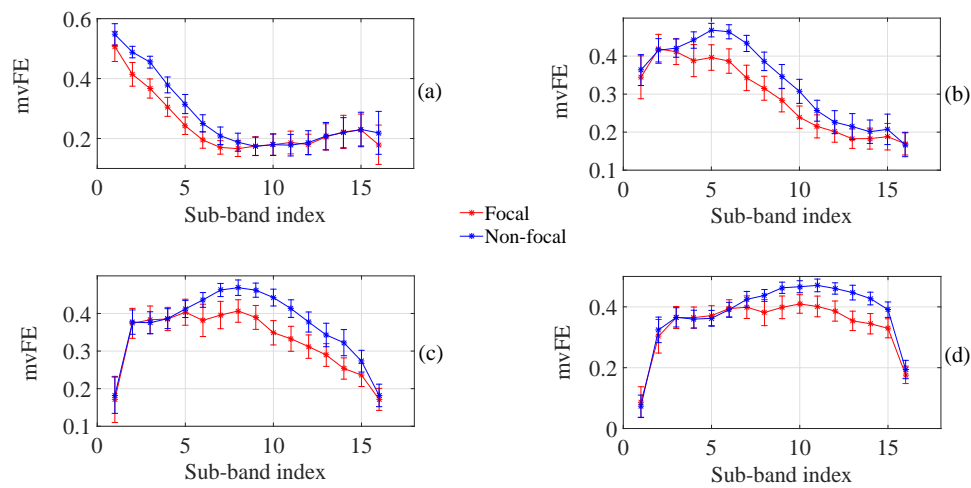 0.6
0.4
0.2
mvFE
0 5 10 15
Sub-band index
(a)
0.4
0.3
0.2
0.1
mvFE
0 5 10 15
Sub-band index
(b)
Focal
Non-focal
0.4
0.3
0.2
0.1
mvFE
0 5 10 15
Sub-band index
(c)
0.4
0.2
0
mvFE
0 5 10 15
Sub-band index
(d)